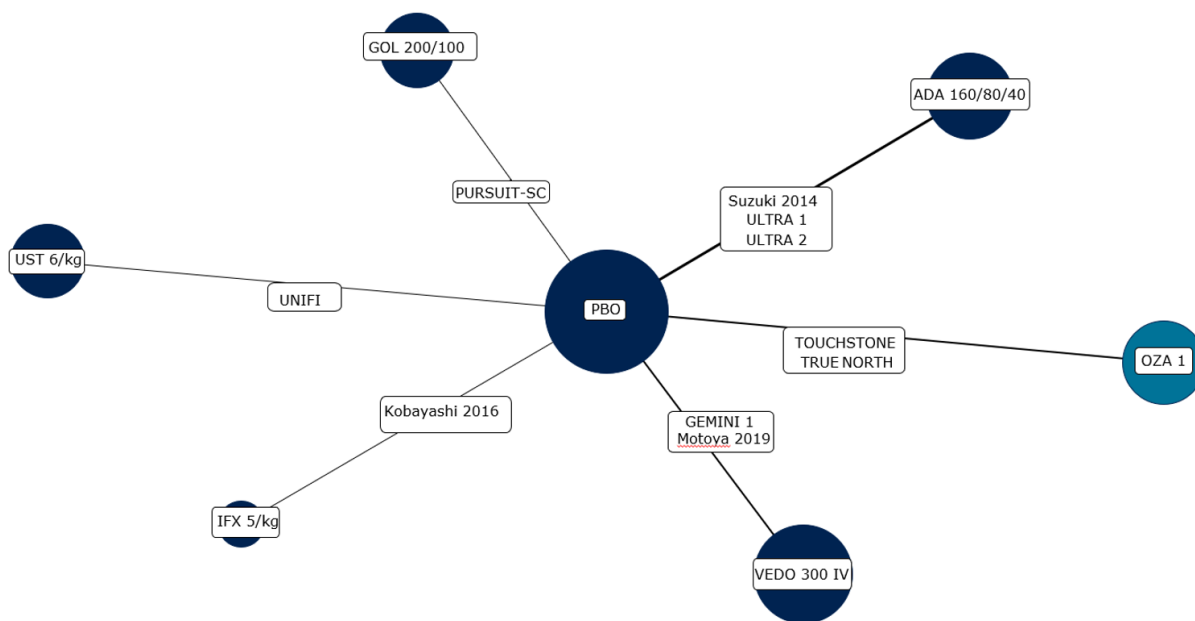 GOL 200/100
ADA 160/80/40
PURSUIT-SC
Suzuki 2014
ULTRA 1
ULTRA 2
UST 6/kg
UNIFI
PBO
TOUCHSTONE
TRUE NORTH
OZA 1
Kobayashi 2016
GEMINI 1
Motoya 2019
IFX 5/kg
VEDO 300 IV